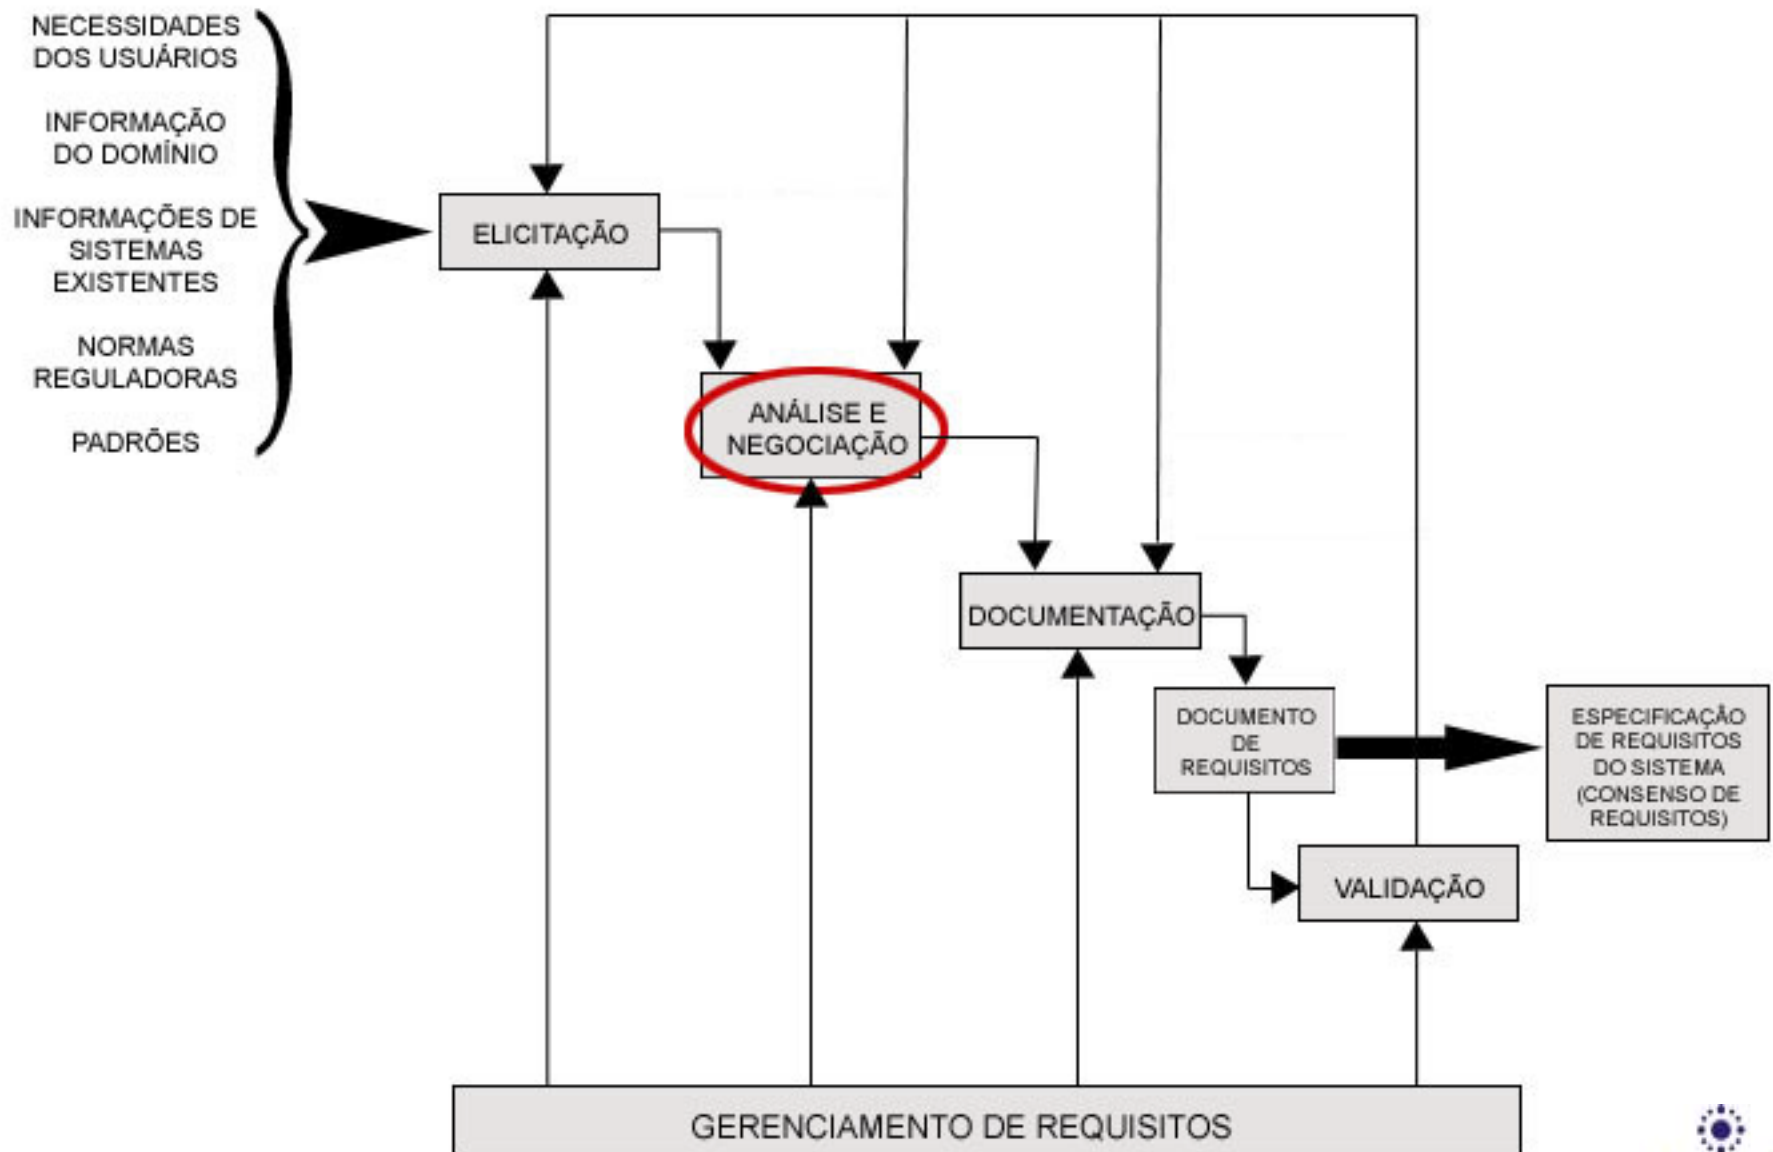 NECESSIDADES
DOS USUÁRIOS
INFORMAÇÃO
DO DOMÍNIO
INFORMAÇÕES DE
SISTEMAS
EXISTENTES
NORMAS
REGULADORAS
PADRÕES
ELICITAÇÃO
ANÁLISE E
NEGOCIAÇÃO
DOCUMENTAÇÃO
DOCUMENTO
DE
REQUISITOS
ESPECIFICAÇÃO
DE REQUISITOS
DO SISTEMA
(CONSENSO DE
REQUISITOS)
VALIDAÇÃO
GERENCIAMENTO DE REQUISITOS